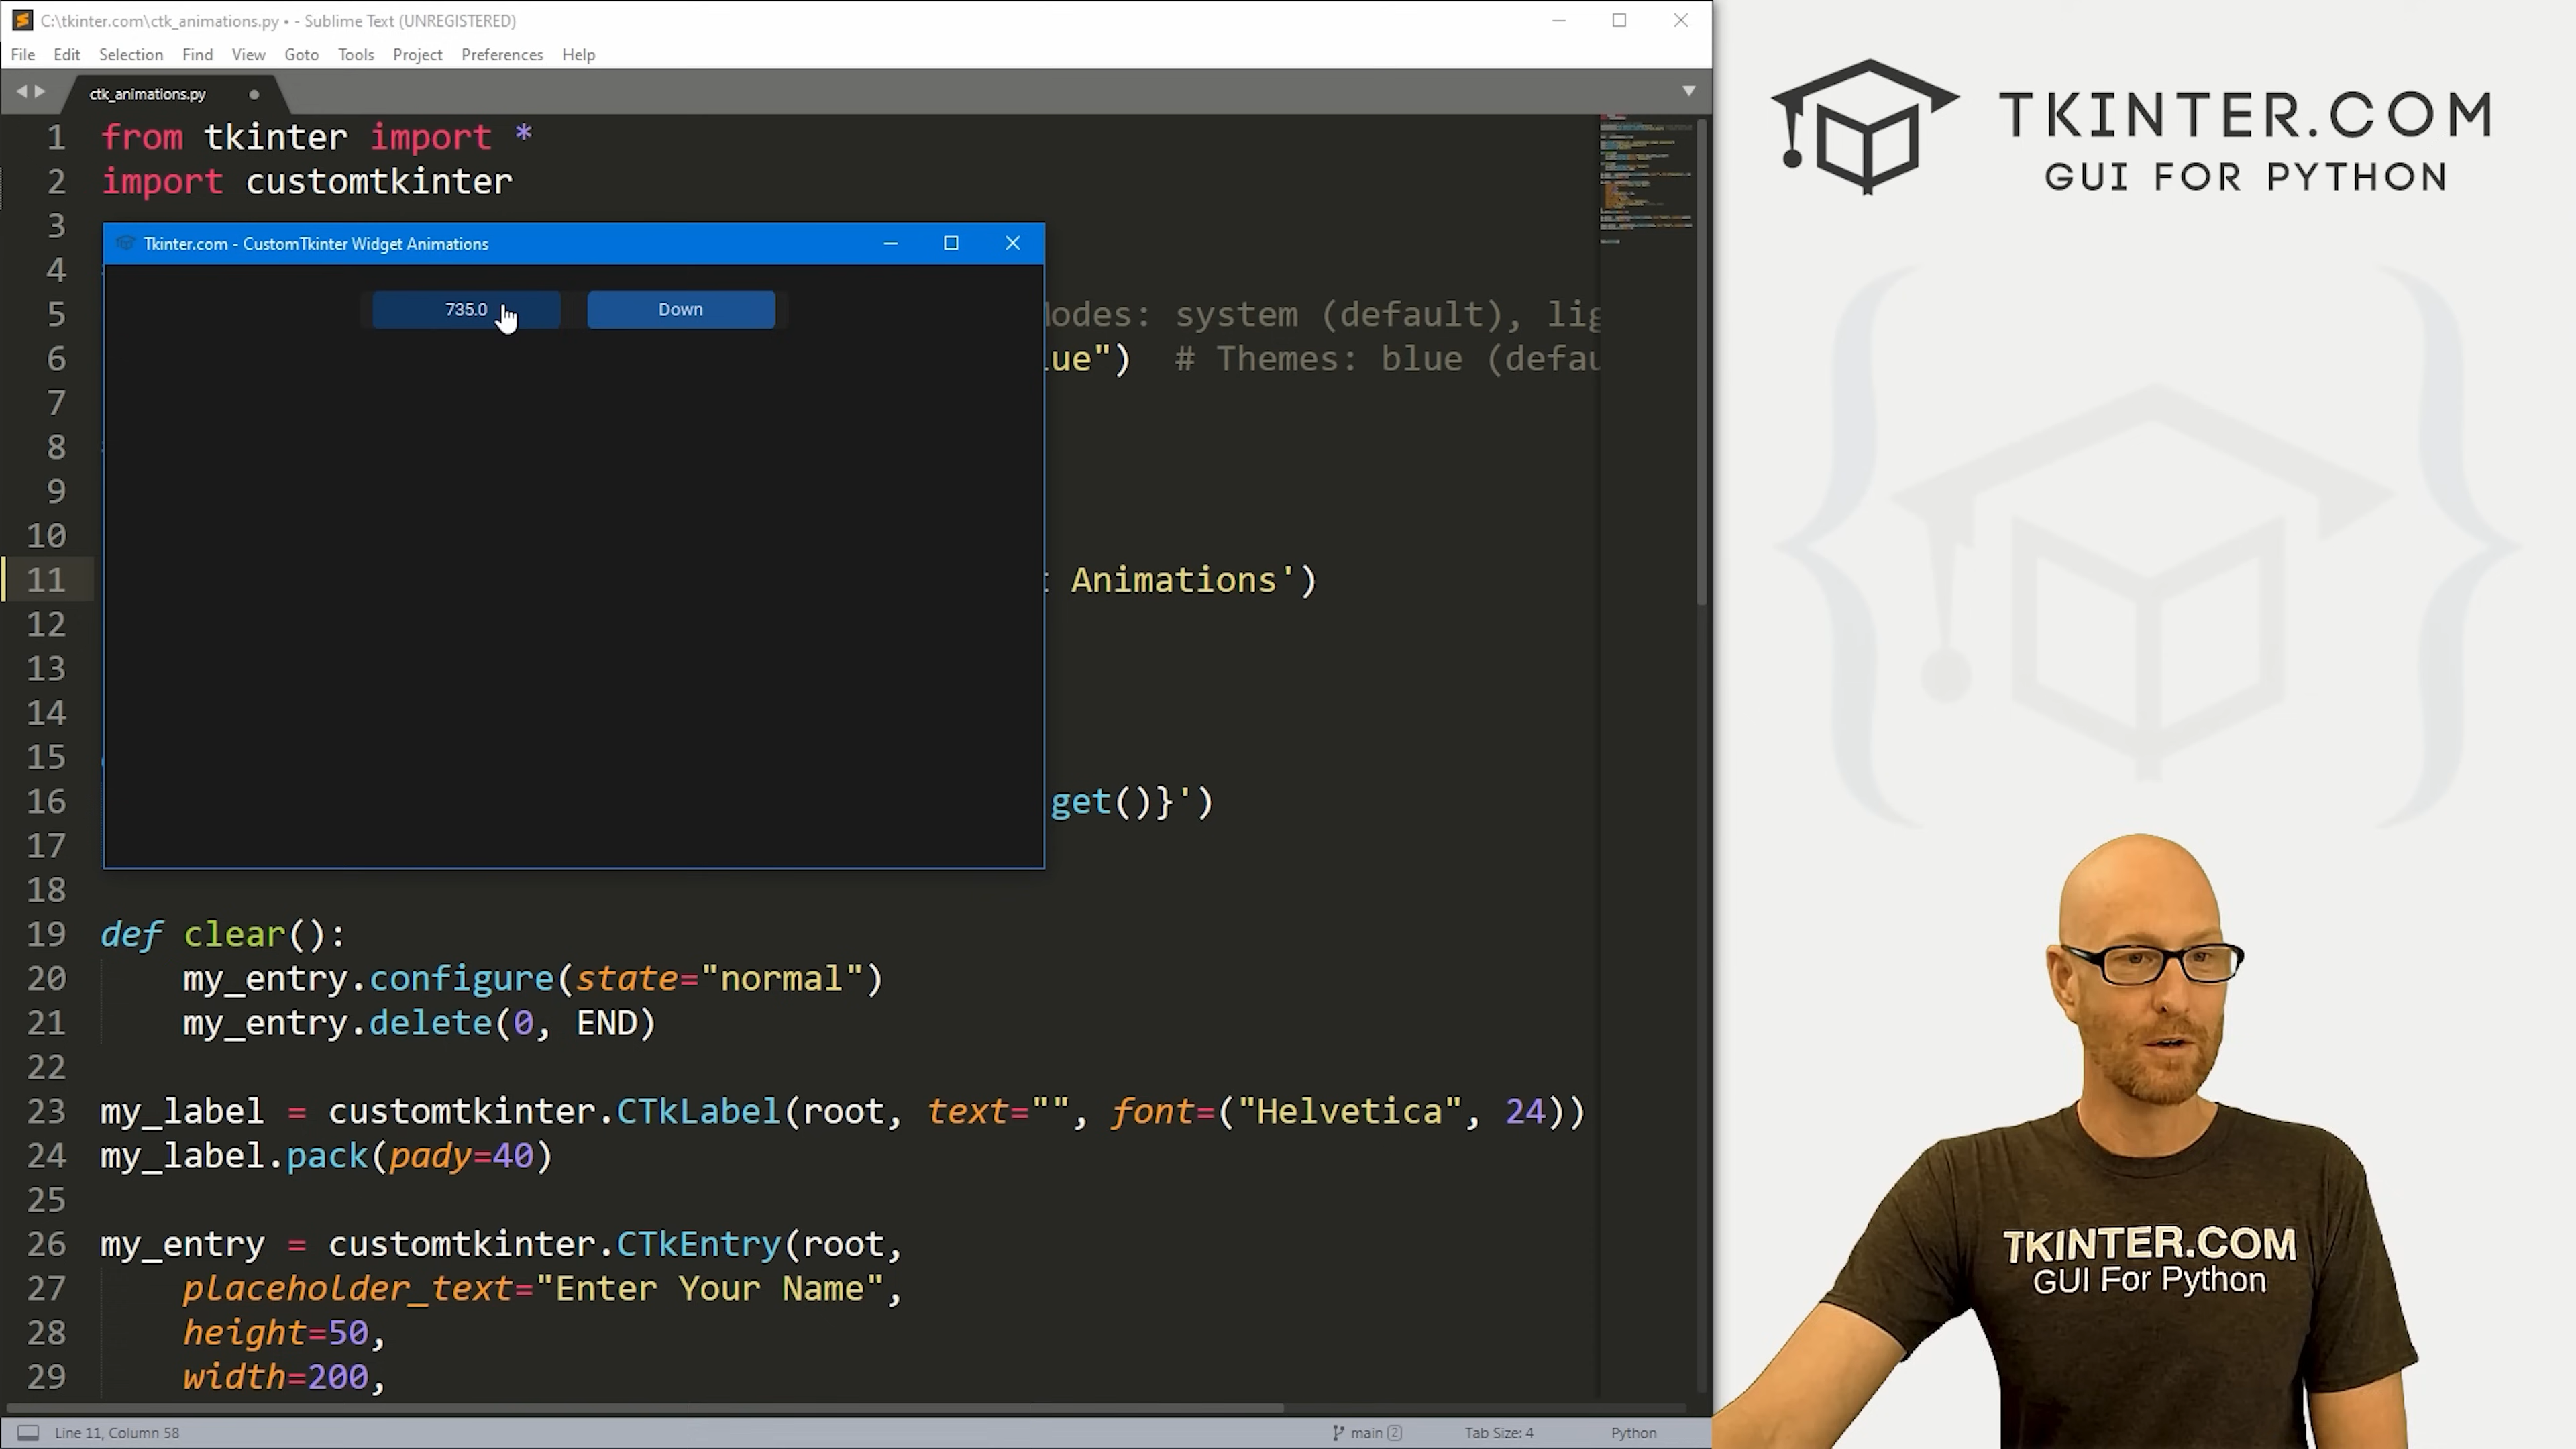 C:\tkinter.com\ctk_animations.py • - Sublime Text (UNREGISTERED)
File Edit Selection Find View Goto Tools Project Preferences Help
ctk_animations.py
1 from tkinter import *
2 import customtkinter
3
Tkinter.com - CustomTkinter Widget Animations
4
735.0 Down
5 odes: system (default), lig
6 ue") # Themes: blue (defau
7
8
9
10
11 Animations')
12
13
14
15
16 get()}')
17
18
19 def clear():
20 my_entry.configure(state="normal")
21 my_entry.delete(0, END)
22
23 my_label = customtkinter.CTkLabel(root, text="", font=("Helvetica", 24))
24 my_label.pack(pady=40)
25
26 my_entry = customtkinter.CTkEntry(root,
27 placeholder_text="Enter Your Name",
28 height=50,
29 width=200,
Line 11, Column 58 main 2 Tab Size: 4 Python
TKINTER.COM
GUI FOR PYTHON
TKINTER.COM
GUI For Python